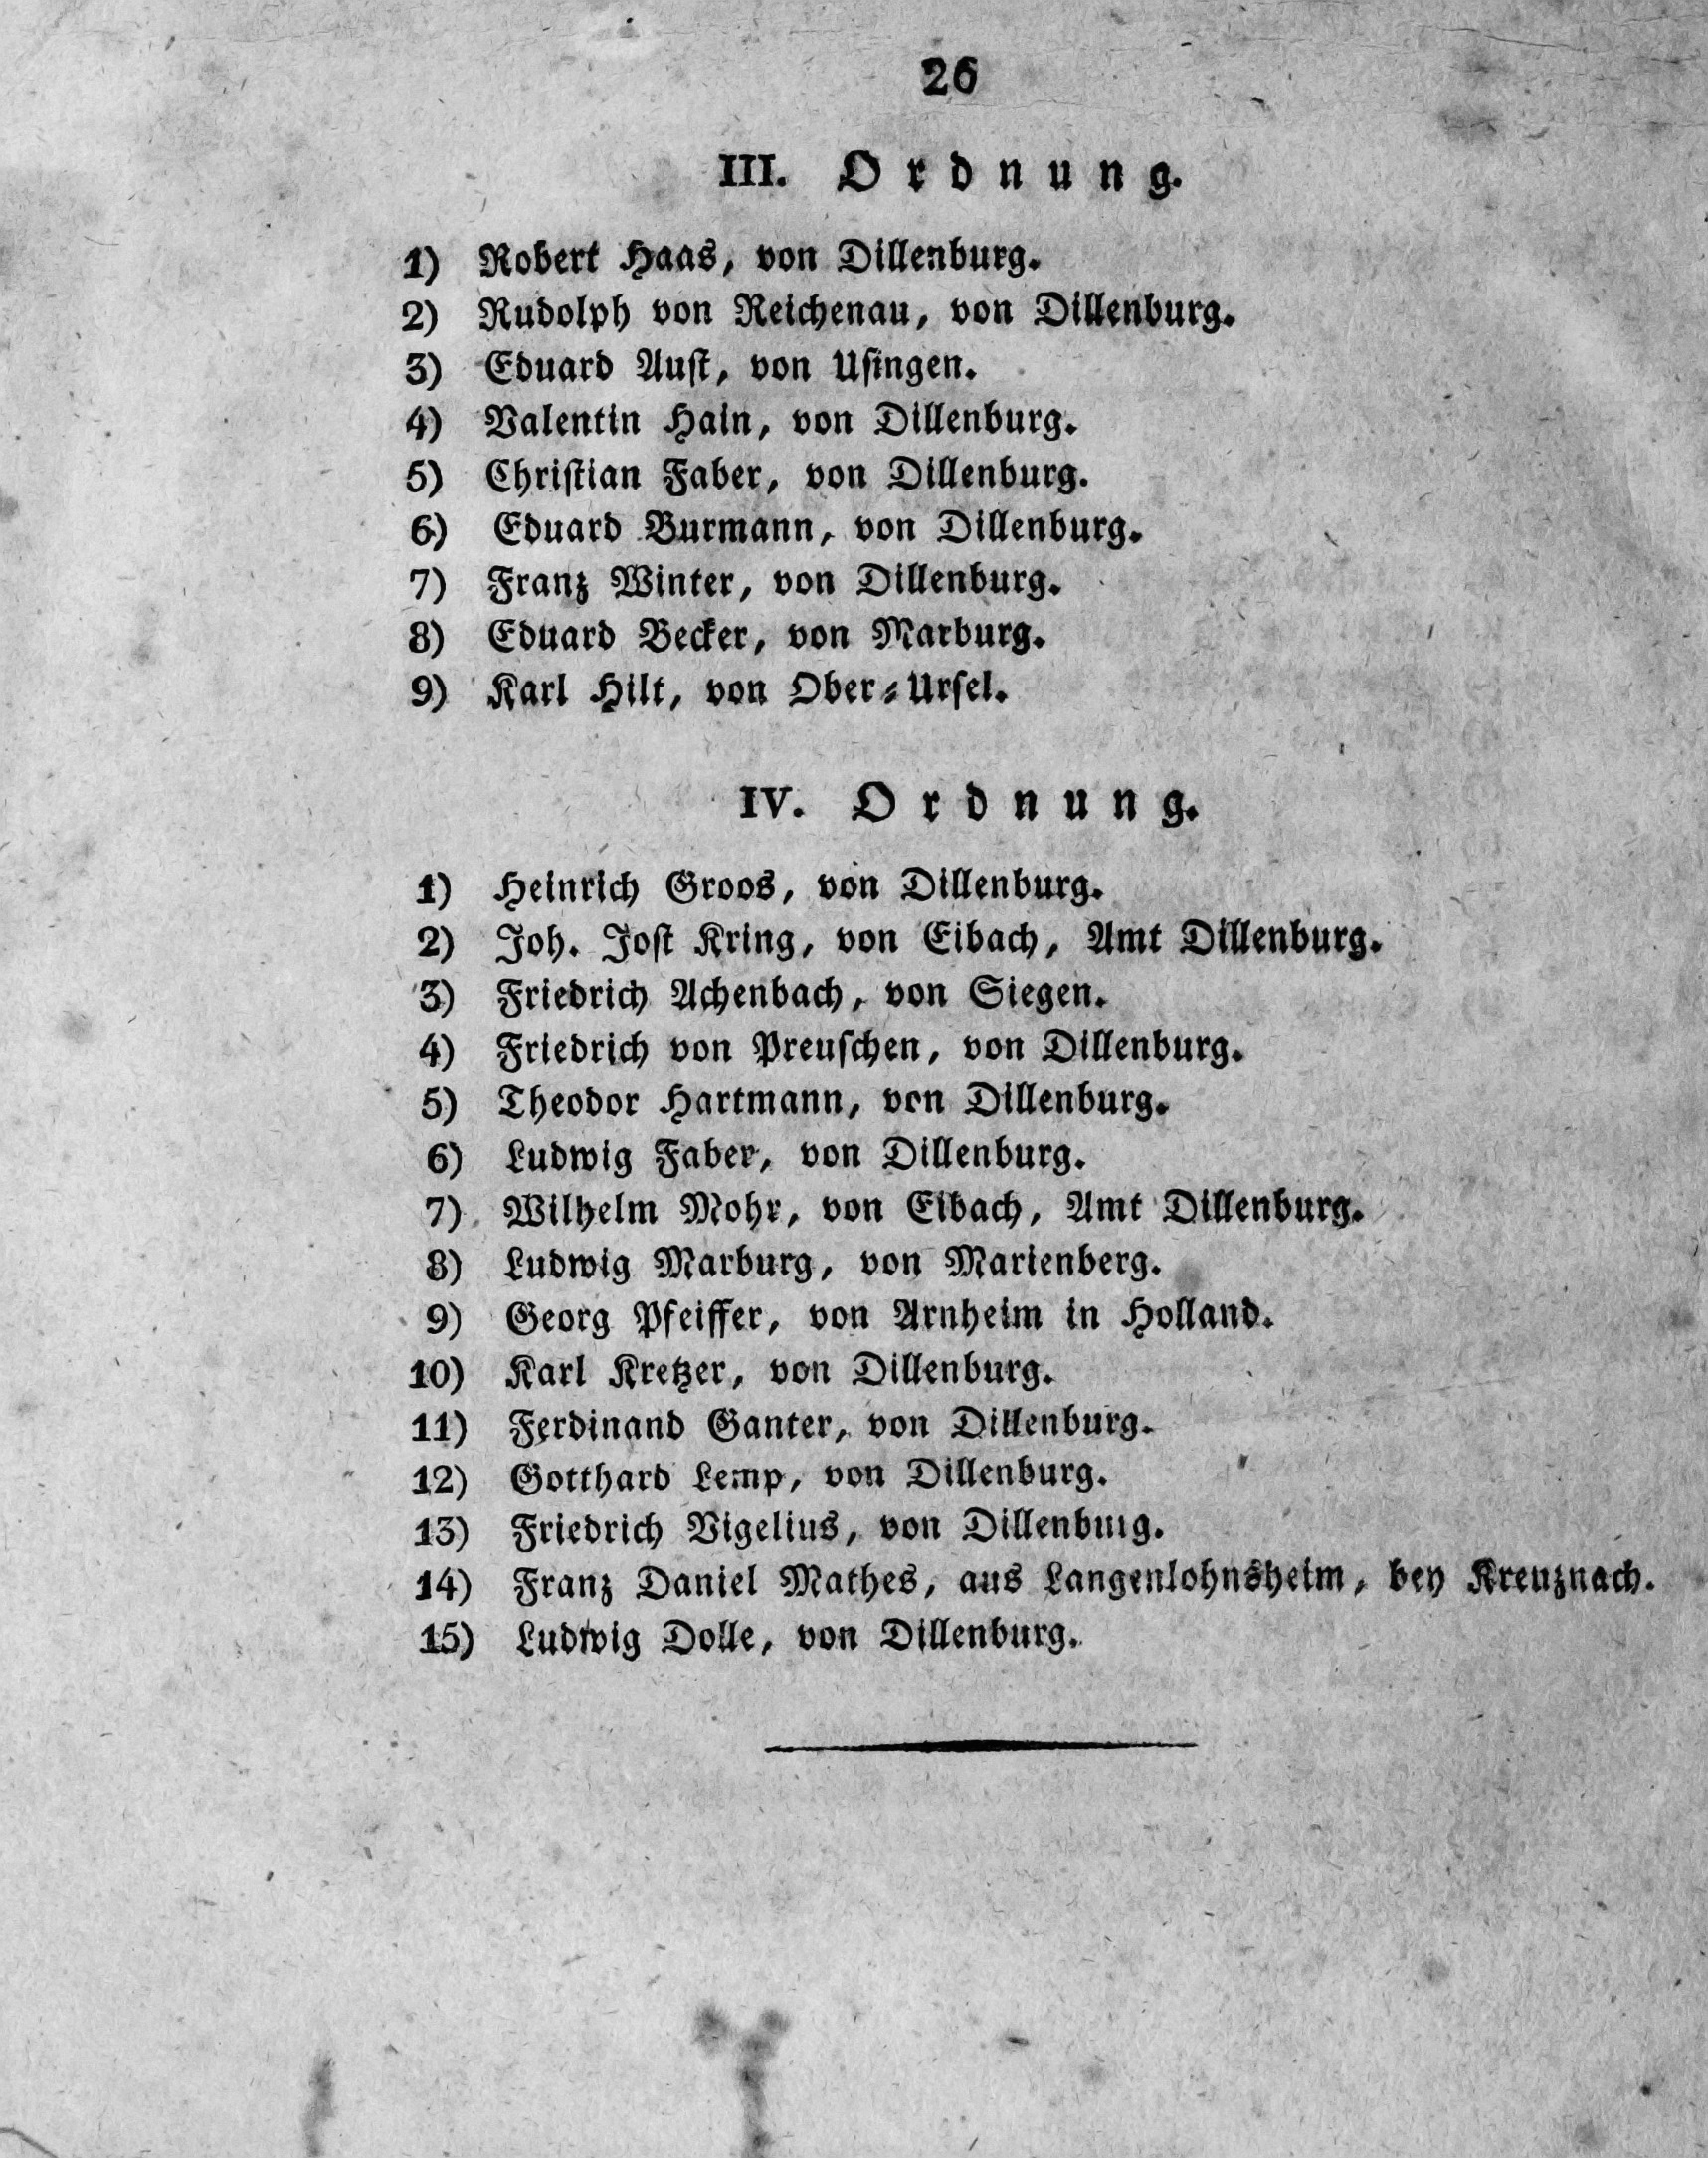 26
III. Ordnung.
1) Robert Haas, von Dillenburg.
2) Rudolph von Reichenau, von Dillenburg.
3) Eduard Aust, von Usingen.
4) Valentin Hain, von Dillenburg.
5) Christian Faber, von Dillenburg.
6) Eduard Burmann, von Dillenburg.
7) Franz Winter, von Dillenburg.
8) Eduard Becker, von Marburg.
9) Karl Hilt, von Ober-Ursel.
IV. Ordnung.
1) Heinrich Groos, von Dillenburg.
2) Joh. Jost Kring, von Eibach, Amt Dillenburg.
3) Friedrich Achenbach, von Siegen.
4) Friedrich von Preuschen, von Dillenburg.
5) Theodor Hartmann, von Dillenburg.
6) Ludwig Faber, von Dillenburg.
7) Wilhelm Mohr, von Eibach, Amt Dillenburg.
8) Ludwig Marburg, von Marienberg.
9) Georg Pfeiffer, von Arnheim in Holland.
10) Karl Kretzer, von Dillenburg.
11) Ferdinand Ganter, von Dillenburg.
12) Gotthard Lemp, von Dillenburg.
13) Friedrich Vigelius, von Dillenburg.
14) Franz Daniel Mathes, aus Langenlohnsheim, bey Kreuznach.
15) Ludwig Dolle, von Dillenburg.